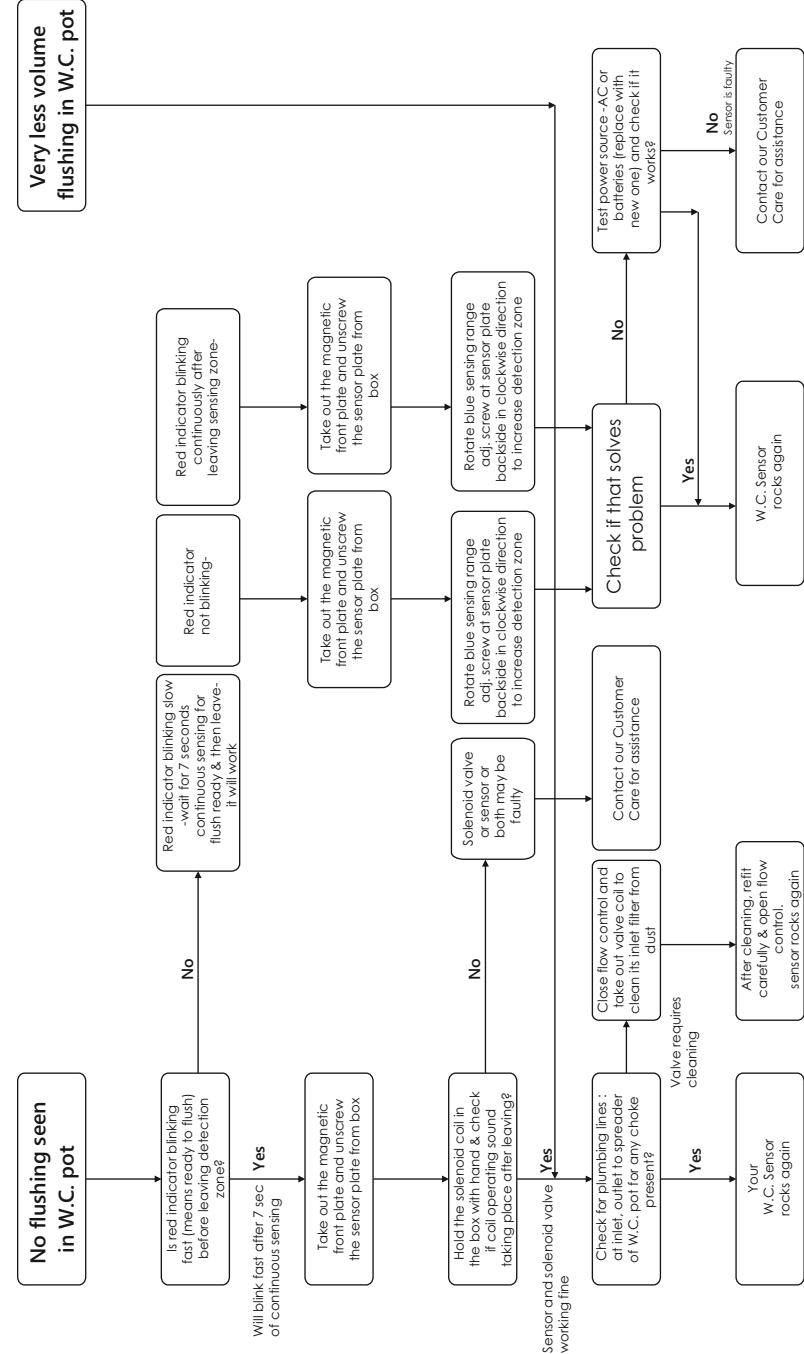 No flushing seen
in W.C. pot
Is red indicator blinking
fast (means ready to flush)
before leaving detection
zone?
No
Red indicator blinking slow
-wait for 7 seconds
continuous sensing for
flush ready & then leave-
it will work
Red indicator
not blinking-
Red indicator blinking
continuously after
leaving sensing zone-
Very less volume
flushing in W.C. pot
Will blink fast after 7 sec
of continuous sensing
Yes
Take out the magnetic
front plate and unscrew
the sensor plate from box
Take out the magnetic
front plate and unscrew
the sensor plate from
box
Take out the magnetic
front plate and unscrew
the sensor plate from
box
Hold the solenoid coil in
the box with hand & check
if coil operating sound
taking place after leaving?
No
Solenoid valve
or sensor or
both may be
faulty
Rotate blue sensing range
adj. screw at sensor plate
backside in clockwise direction
to increase detection zone
Rotate blue sensing range
adj. screw at sensor plate
backside in clockwise direction
to increase detection zone
Sensor and solenoid valve
working fine
Yes
Check for plumbing lines :
at inlet, outlet to spreader
of W.C. pot for any choke
present?
Valve requires
cleaning
Close flow control and
take out valve coil to
clean its inlet filter from
dust
Contact our Customer
Care for assistance
Check if that solves
problem
No
Test power source -AC or
batteries (replace with
new one) and check if it
works?
Yes
Yes
No
Sensor is faulty
Your
W.C. Sensor
rocks again
After cleaning, refit
carefully & open flow
control.
sensor rocks again
W.C. Sensor
rocks again
Contact our Customer
Care for assistance